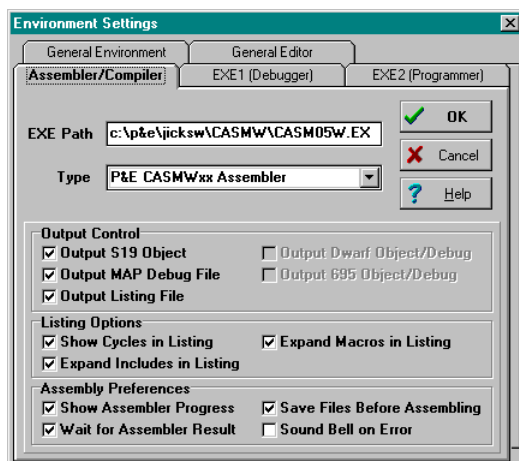 Environment Settings
General Environment General Editor
Assembler/Compiler EXE1 (Debugger) EXE2 (Programmer)
EXE Path c:\p&e\jicksw\CASMW\CASM05W.EX
OK
Cancel
Type P&E CASMWxx Assembler
Help
Output Control
Output S19 Object Output Dwarf Object/Debug
Output MAP Debug File Output 695 Object/Debug
Output Listing File
Listing Options
Show Cycles in Listing Expand Macros in Listing
Expand Includes in Listing
Assembly Preferences
Show Assembler Progress Save Files Before Assembling
Wait for Assembler Result Sound Bell on Error